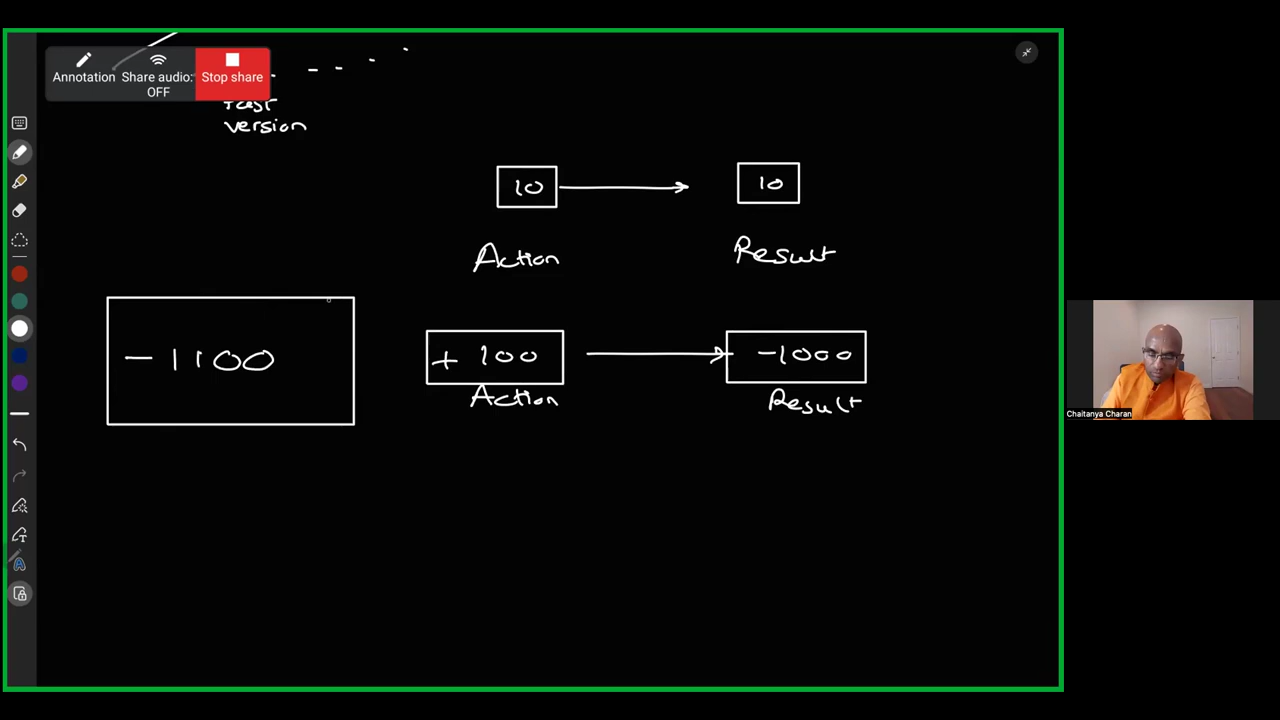 Annotation
Share audio:
OFF
Stop share
version
10
10
Action
Result
- 1100
+ 100
-1000
Action
Result
Chaitanya Charan